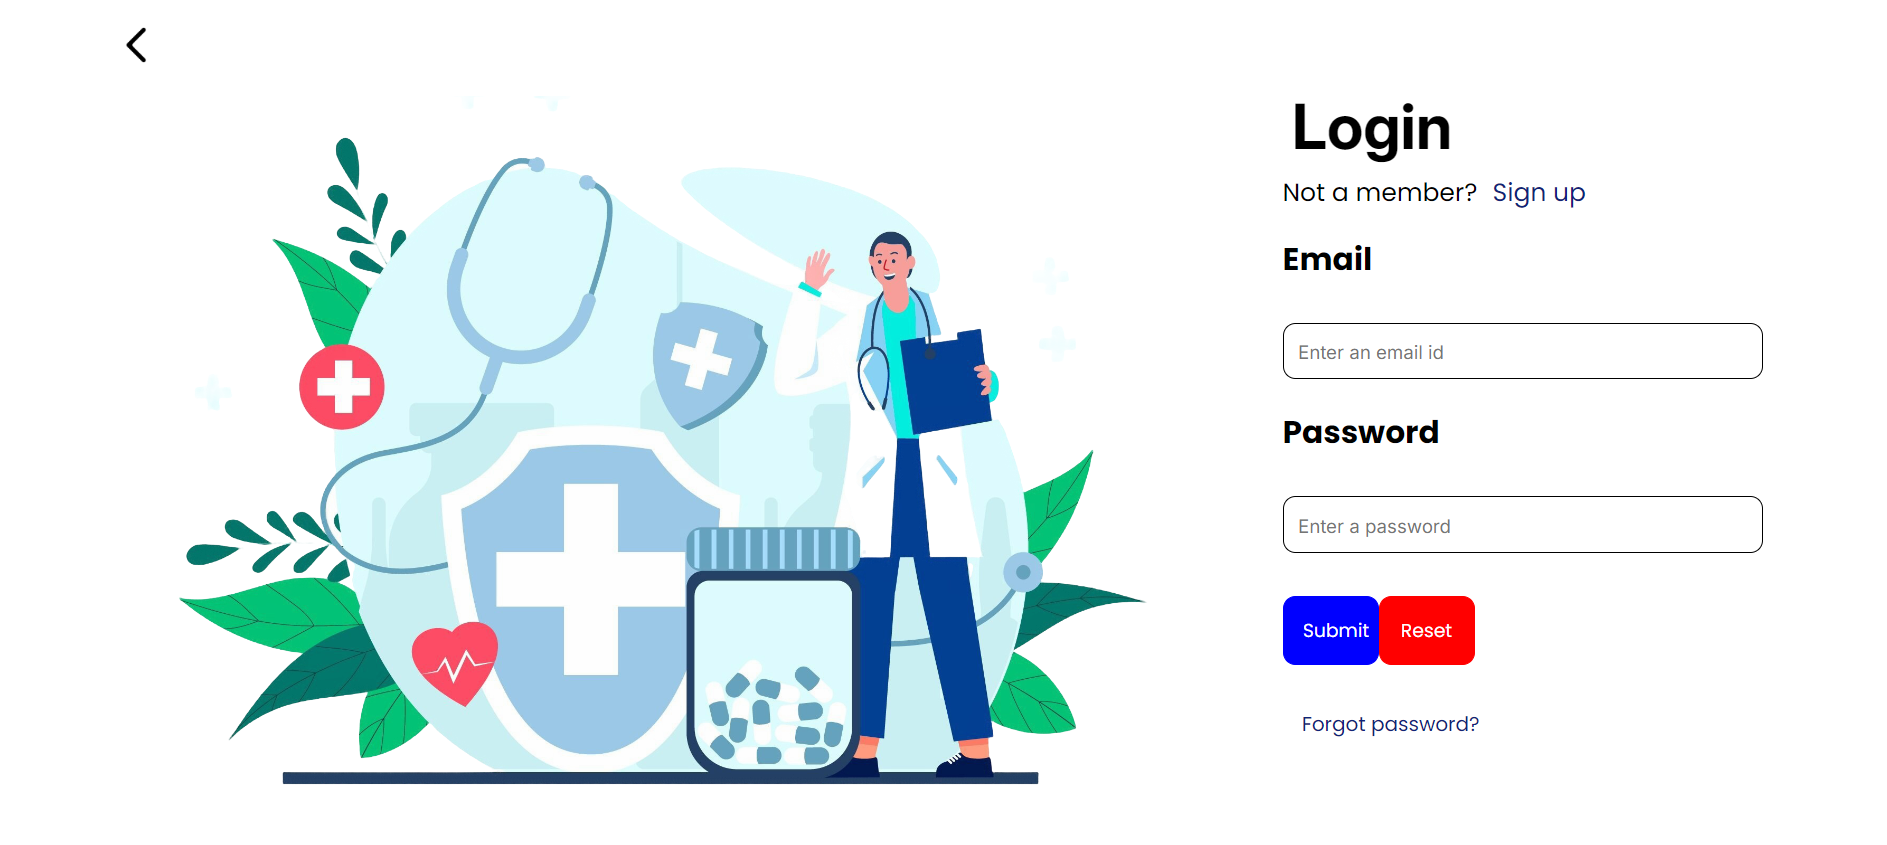 Login
Not a member? Sign up
Email
Enter an email id
Password
Enter a password
Submit Reset
Forgot password?